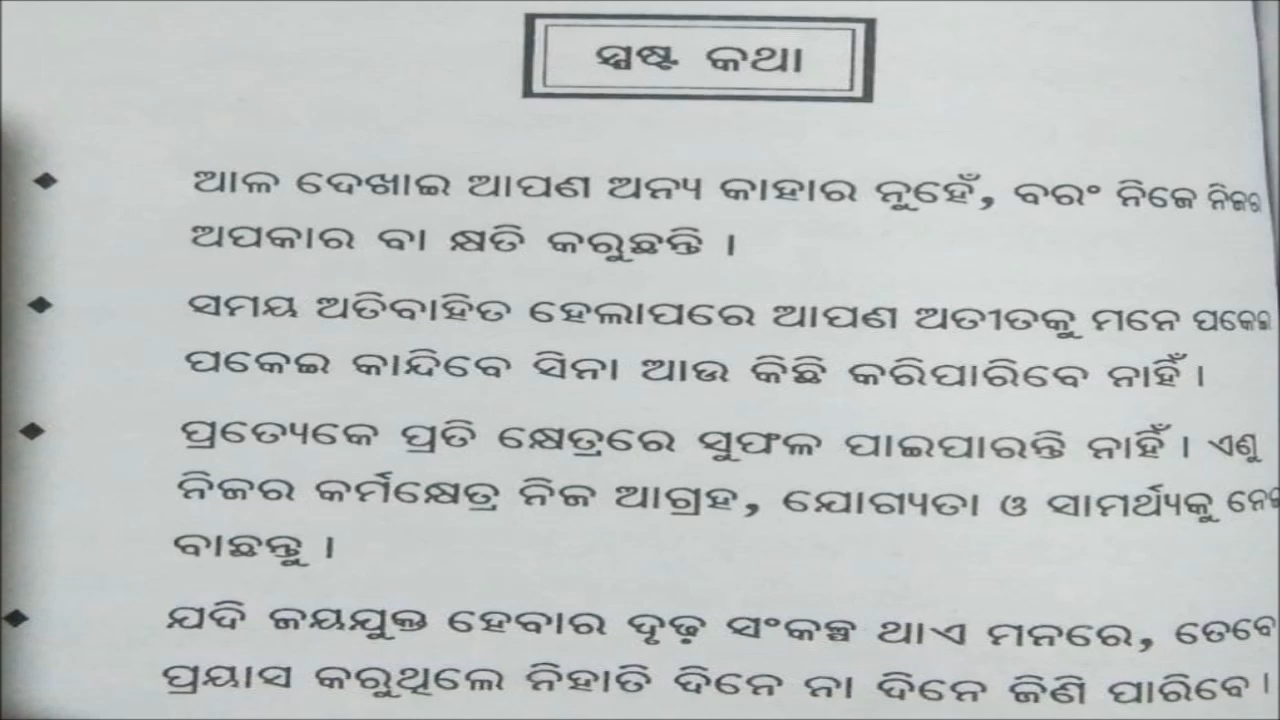 ସ୍ପଷ୍ଟ କଥା
ଆଳ ଦେଖାଇ ଆପଣ ଅନ୍ୟ କାହାର ନୁହେଁ, ବରଂ ନିଜେ ନିଜର
ଅପକାର ବା କ୍ଷତି କରୁଛନ୍ତି ।
ସମୟ ଅତିବାହିତ ହେଲାପରେ ଆପଣ ଅତୀତକୁ ମନେ ପକେଇ
ପକେଇ କାନ୍ଦିବେ ସିନା ଆଉ କିଛି କରିପାରିବେ ନାହିଁ ।
ପ୍ରତ୍ୟେକେ ପ୍ରତି କ୍ଷେତ୍ରରେ ସୁଫଳ ପାଇପାରନ୍ତି ନାହିଁ । ଏଣୁ
ନିଜର କର୍ମକ୍ଷେତ୍ର ନିଜ ଆଗ୍ରହ, ଯୋଗ୍ୟତା ଓ ସାମର୍ଥ୍ୟକୁ ନେଇ
ବାଛନ୍ତୁ ।
ଯଦି ଜୟଯୁକ୍ତ ହେବାର ଦୃଢ଼ ସଂକଳ୍ପ ଥାଏ ମନରେ, ତେବେ
ପ୍ରୟାସ କରୁଥିଲେ ନିହାତି ଦିନେ ନା ଦିନେ ଜିଣି ପାରିବେ ।